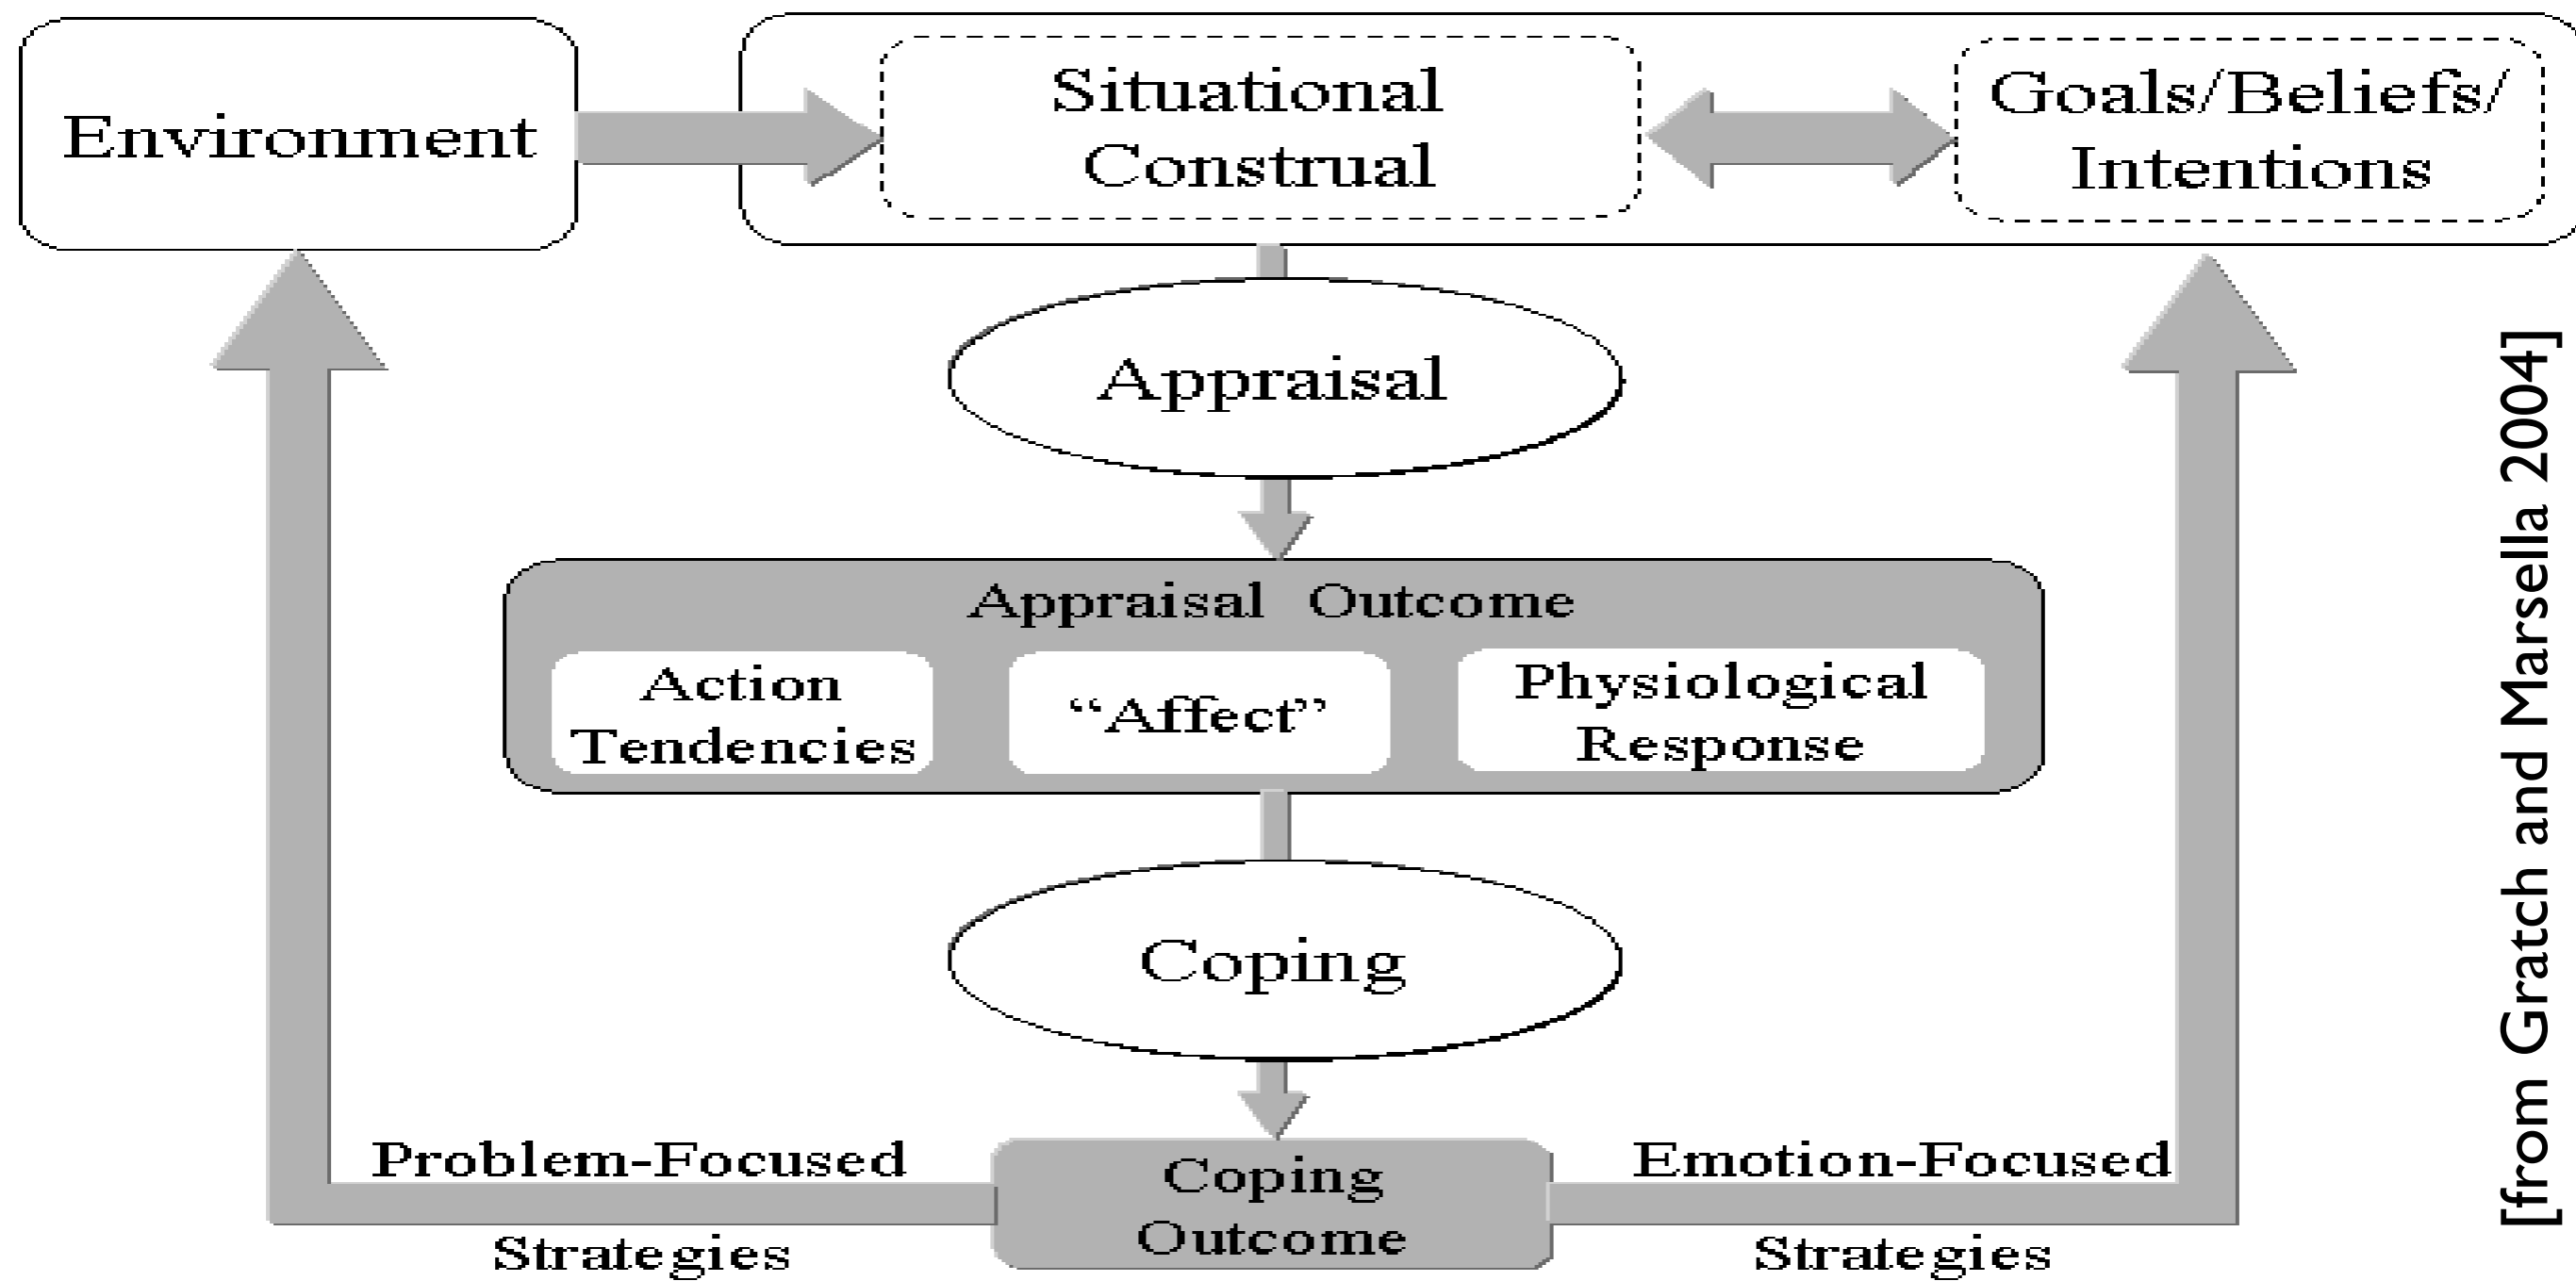 Environment
Situational
Construal
Goals/Beliefs/
Intentions
Appraisal
Appraisal Outcome
Action
Tendencies
“Affect”
Physiological
Response
Coping
Problem-Focused
Strategies
Coping
Outcome
Emotion-Focused
Strategies
[from Gratch and Marsella 2004]